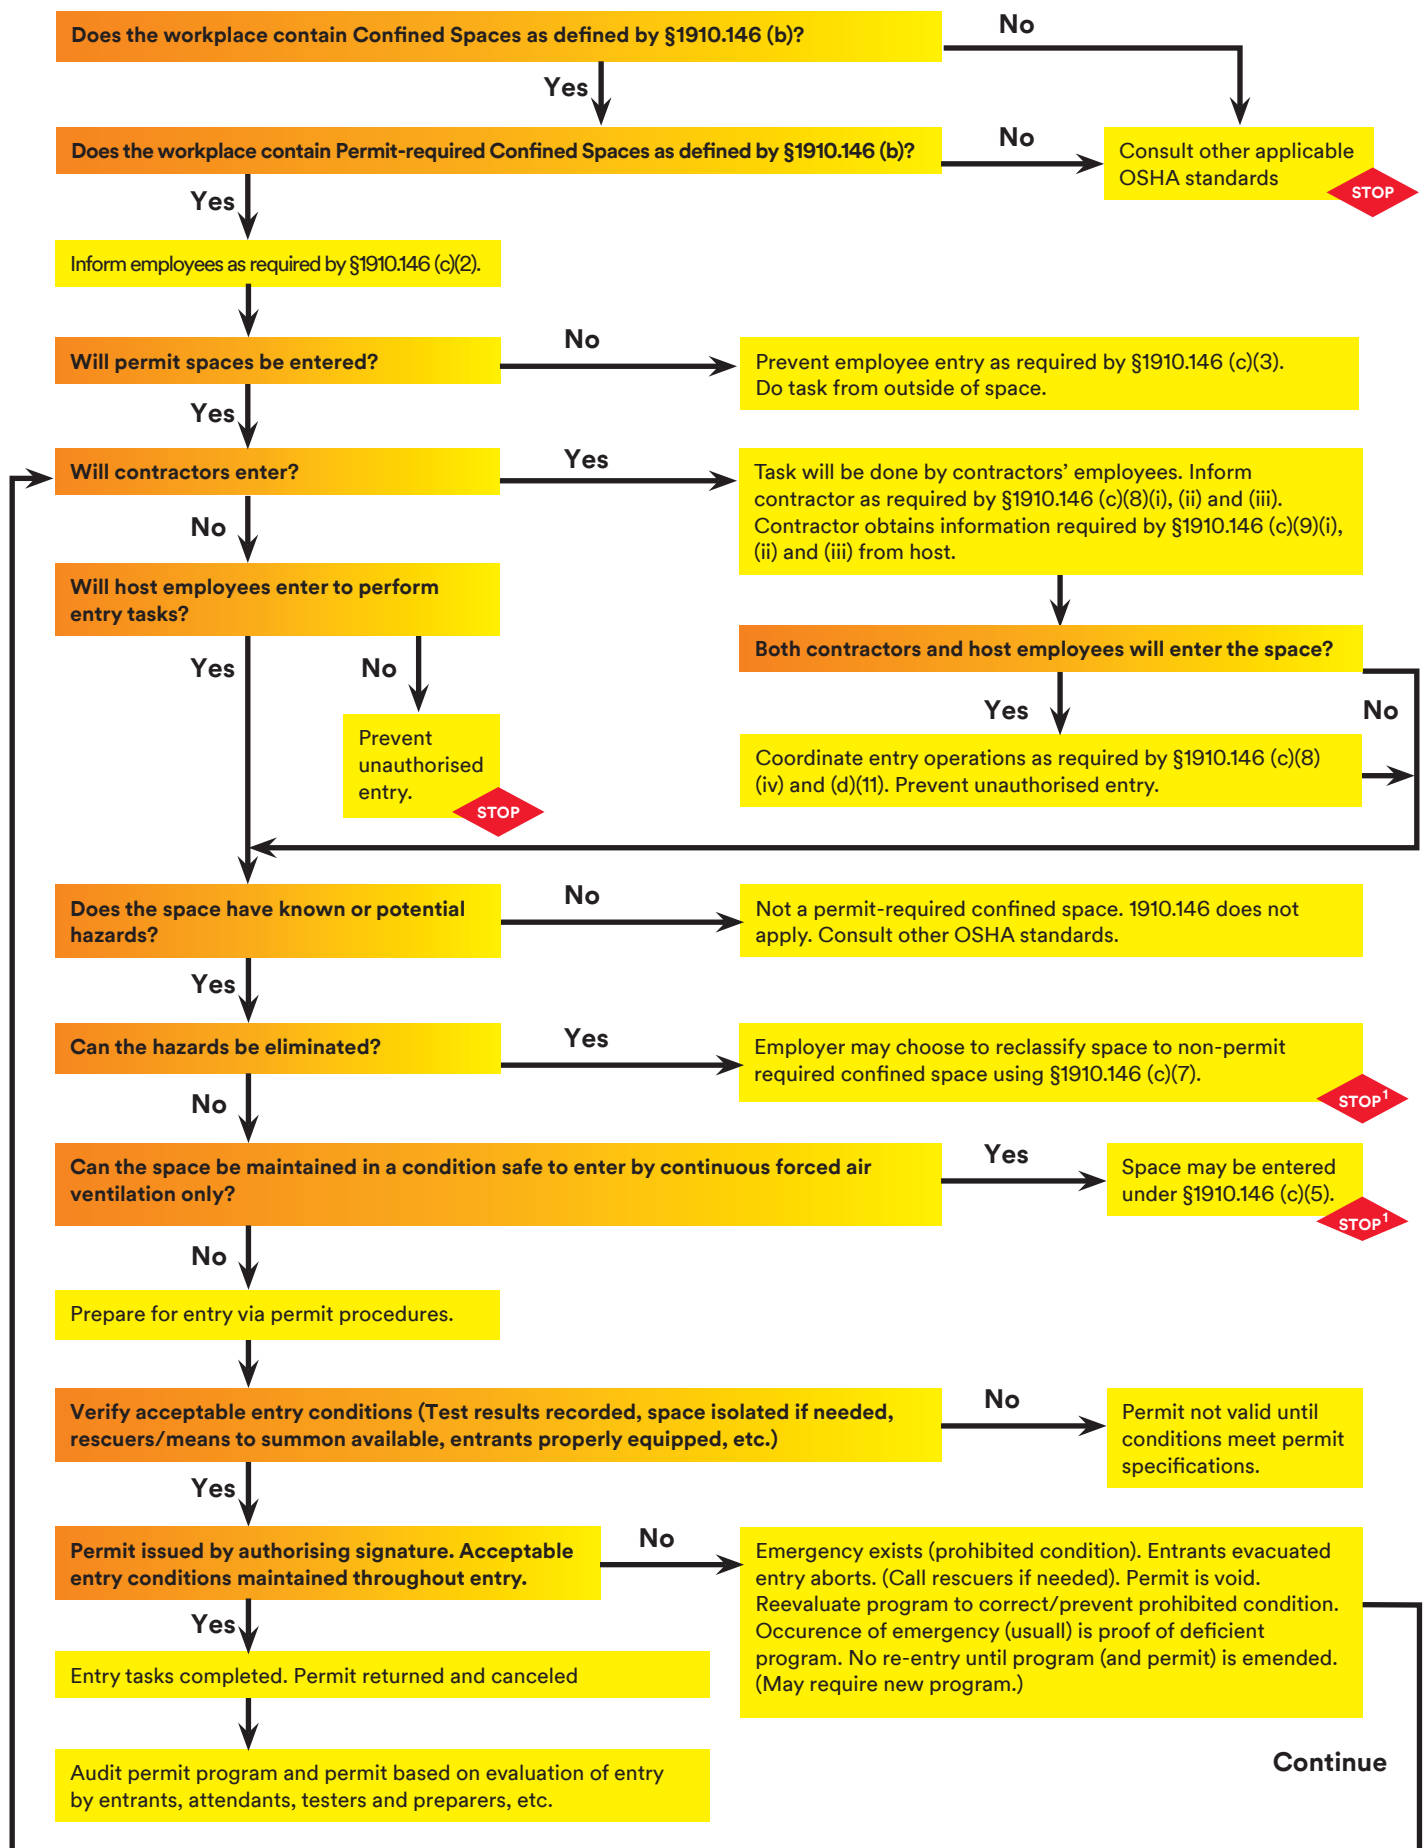 Does the workplace contain Confined Spaces as defined by §1910.146 (b)?
No
Yes
Does the workplace contain Permit-required Confined Spaces as defined by §1910.146 (b)?
No
Consult other applicable
OSHA standards
STOP
Yes
Inform employees as required by §1910.146 (c)(2).
Will permit spaces be entered?
No
Prevent employee entry as required by §1910.146 (c)(3).
Do task from outside of space.
Yes
Will contractors enter?
Yes
Task will be done by contractors’ employees. Inform
contractor as required by §1910.146 (c)(8)(i), (ii) and (iii).
Contractor obtains information required by §1910.146 (c)(9)(i),
(ii) and (iii) from host.
No
Will host employees enter to perform
entry tasks?
Both contractors and host employees will enter the space?
Yes
No
Yes
No
Prevent
unauthorised
entry.
STOP
Coordinate entry operations as required by §1910.146 (c)(8)
(iv) and (d)(11). Prevent unauthorised entry.
Does the space have known or potential
hazards?
No
Not a permit-required confined space. 1910.146 does not
apply. Consult other OSHA standards.
Yes
Can the hazards be eliminated?
Yes
Employer may choose to reclassify space to non-permit
required confined space using §1910.146 (c)(7).
STOP¹
No
Can the space be maintained in a condition safe to enter by continuous forced air
ventilation only?
Yes
Space may be entered
under §1910.146 (c)(5).
STOP¹
No
Prepare for entry via permit procedures.
Verify acceptable entry conditions (Test results recorded, space isolated if needed,
rescuers/means to summon available, entrants properly equipped, etc.)
No
Permit not valid until
conditions meet permit
specifications.
Yes
Permit issued by authorising signature. Acceptable
entry conditions maintained throughout entry.
No
Emergency exists (prohibited condition). Entrants evacuated
entry aborts. (Call rescuers if needed). Permit is void.
Reevaluate program to correct/prevent prohibited condition.
Occurence of emergency (usuall) is proof of deficient
program. No re-entry until program (and permit) is emended.
(May require new program.)
Yes
Entry tasks completed. Permit returned and canceled
Continue
Audit permit program and permit based on evaluation of entry
by entrants, attendants, testers and preparers, etc.